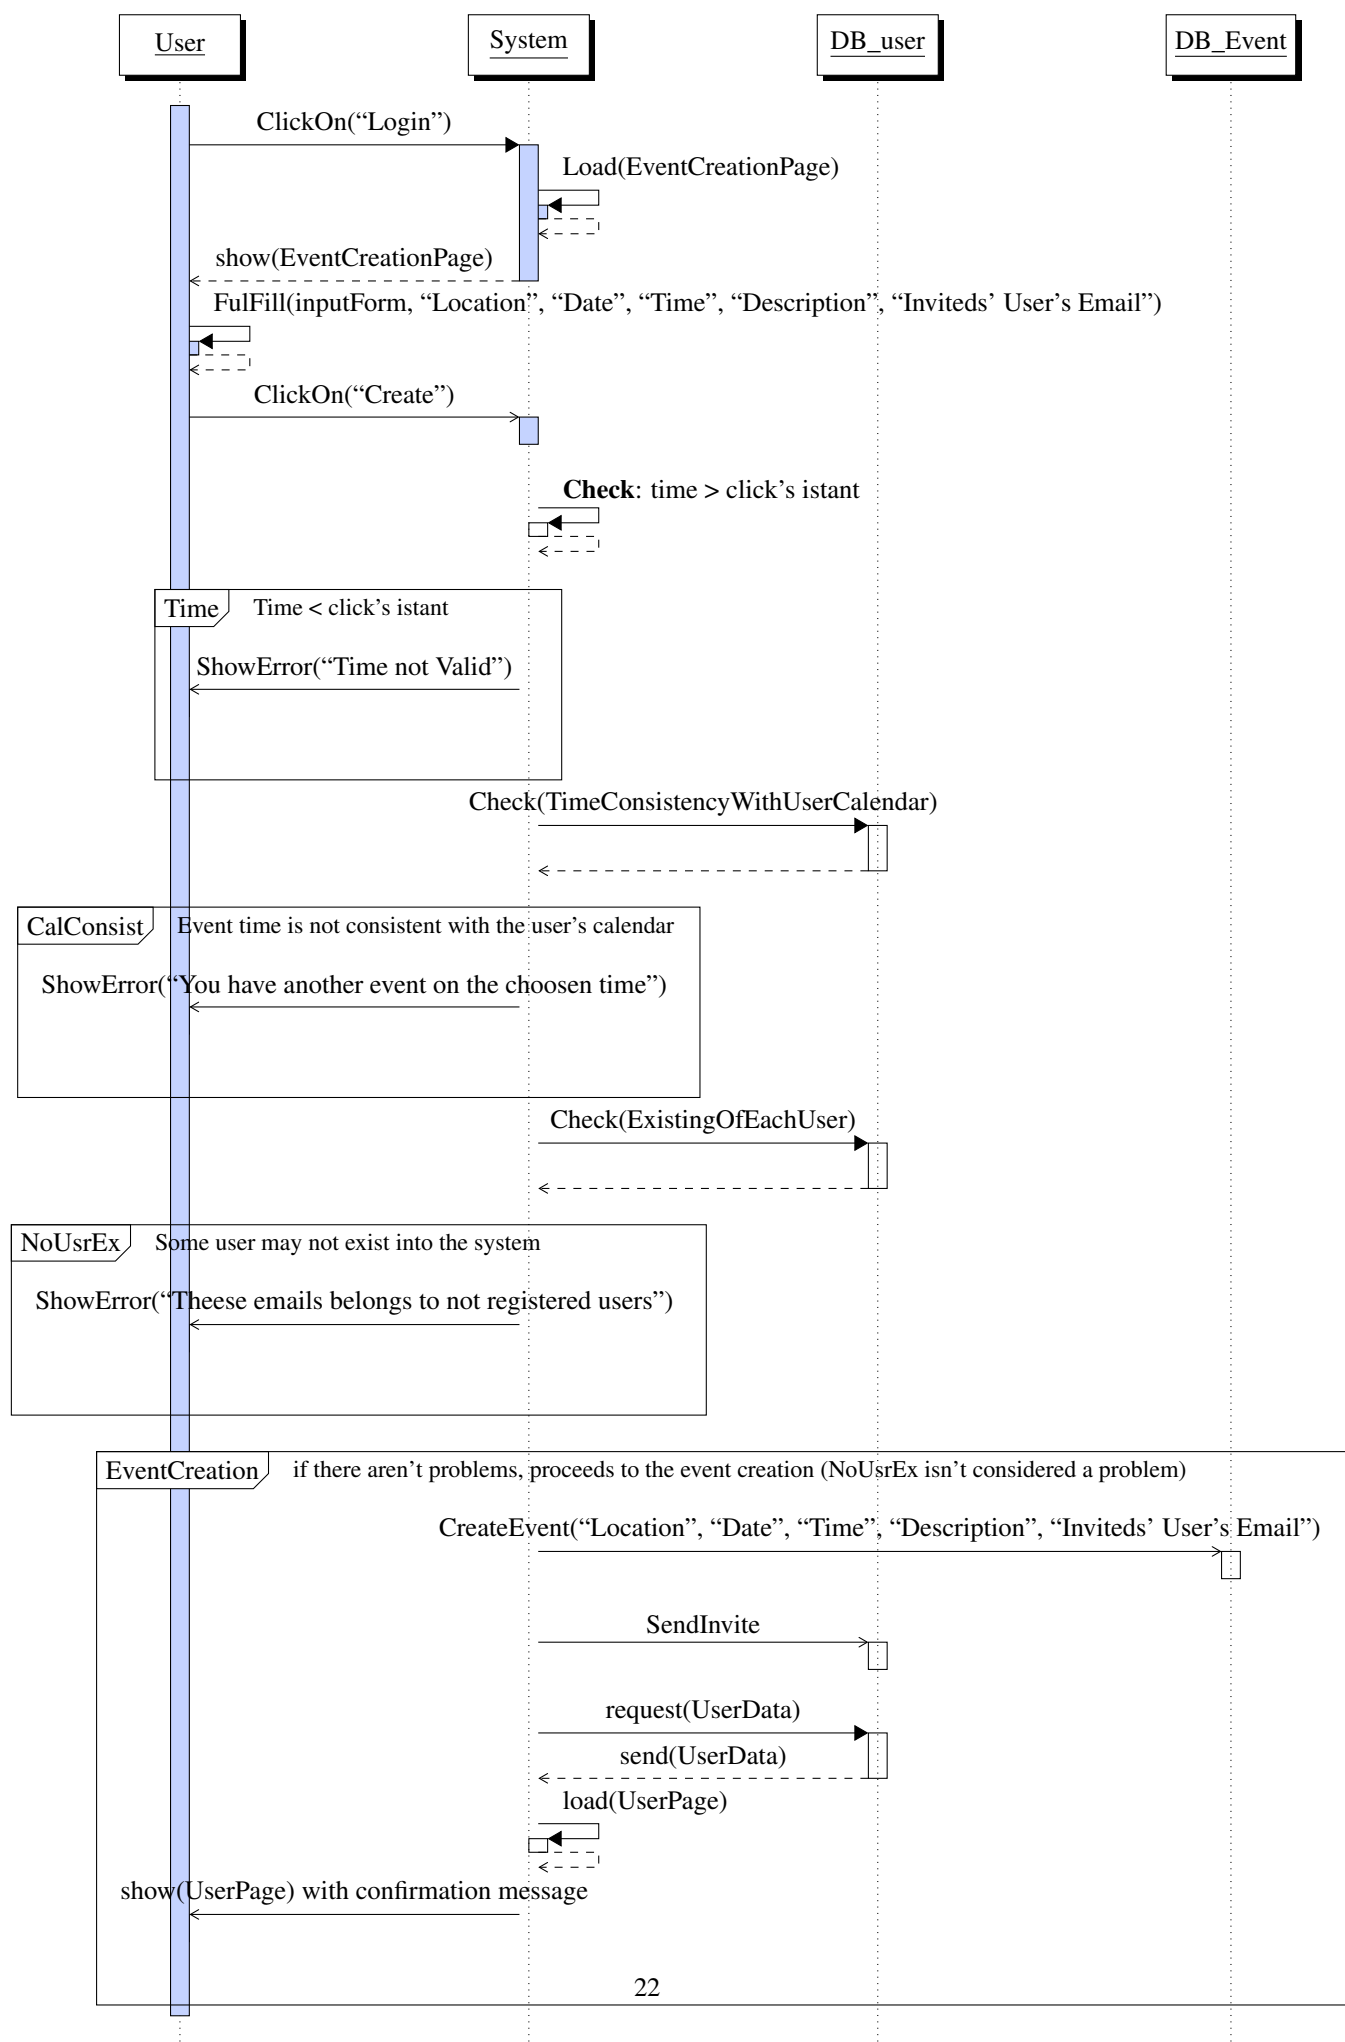 User
System
DB_user
DB_Event
ClickOn(“Login”)
Load(EventCreationPage)
show(EventCreationPage)
FulFill(inputForm, “Location”, “Date”, “Time”, “Description”, “Inviteds’ User’s Email”)
ClickOn(“Create”)
Check: time > click’s istant
Time
Time < click’s istant
ShowError(“Time not Valid”)
Check(TimeConsistencyWithUserCalendar)
CalConsist
Event time is not consistent with the user’s calendar
ShowError(“You have another event on the choosen time”)
Check(ExistingOfEachUser)
NoUsrEx
Some user may not exist into the system
ShowError(“Theese emails belongs to not registered users”)
EventCreation
if there aren’t problems, proceeds to the event creation (NoUsrEx isn’t considered a problem)
CreateEvent(“Location”, “Date”, “Time”, “Description”, “Inviteds’ User’s Email”)
SendInvite
request(UserData)
send(UserData)
load(UserPage)
show(UserPage) with confirmation message
22